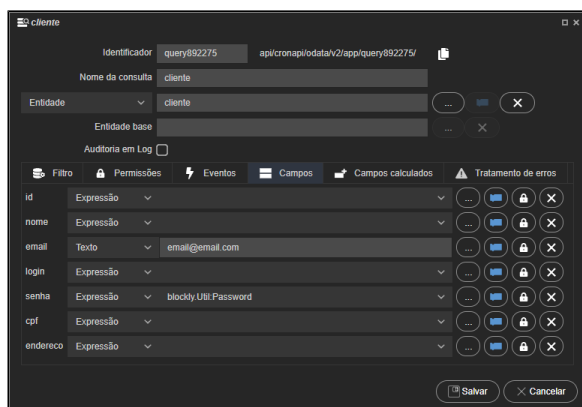 cliente
Identificador query892275 api/cronapi/odata/v2/app/query892275/
Nome da consulta cliente
Entidade cliente ...
Entidade base ...
Auditoria em Log
Filtro Permissões Eventos Campos Campos calculados Tratamento de erros
id Expressão ...
nome Expressão ...
email Texto email@email.com ...
login Expressão ...
senha Expressão blockly.Util:Password ...
cpf Expressão ...
endereco Expressão ...
Salvar Cancelar